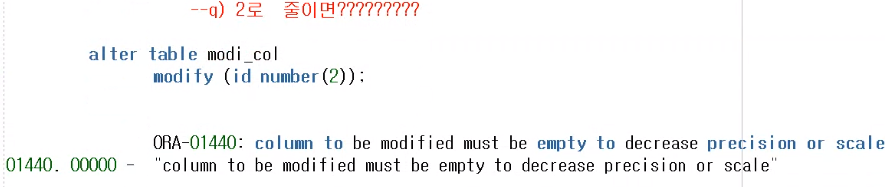 --q) 2로 줄이면?????????
alter table modi_col
modify (id number(2));
ORA-01440: column to be modified must be empty to decrease precision or scale
01440. 00000 - "column to be modified must be empty to decrease precision or scale"